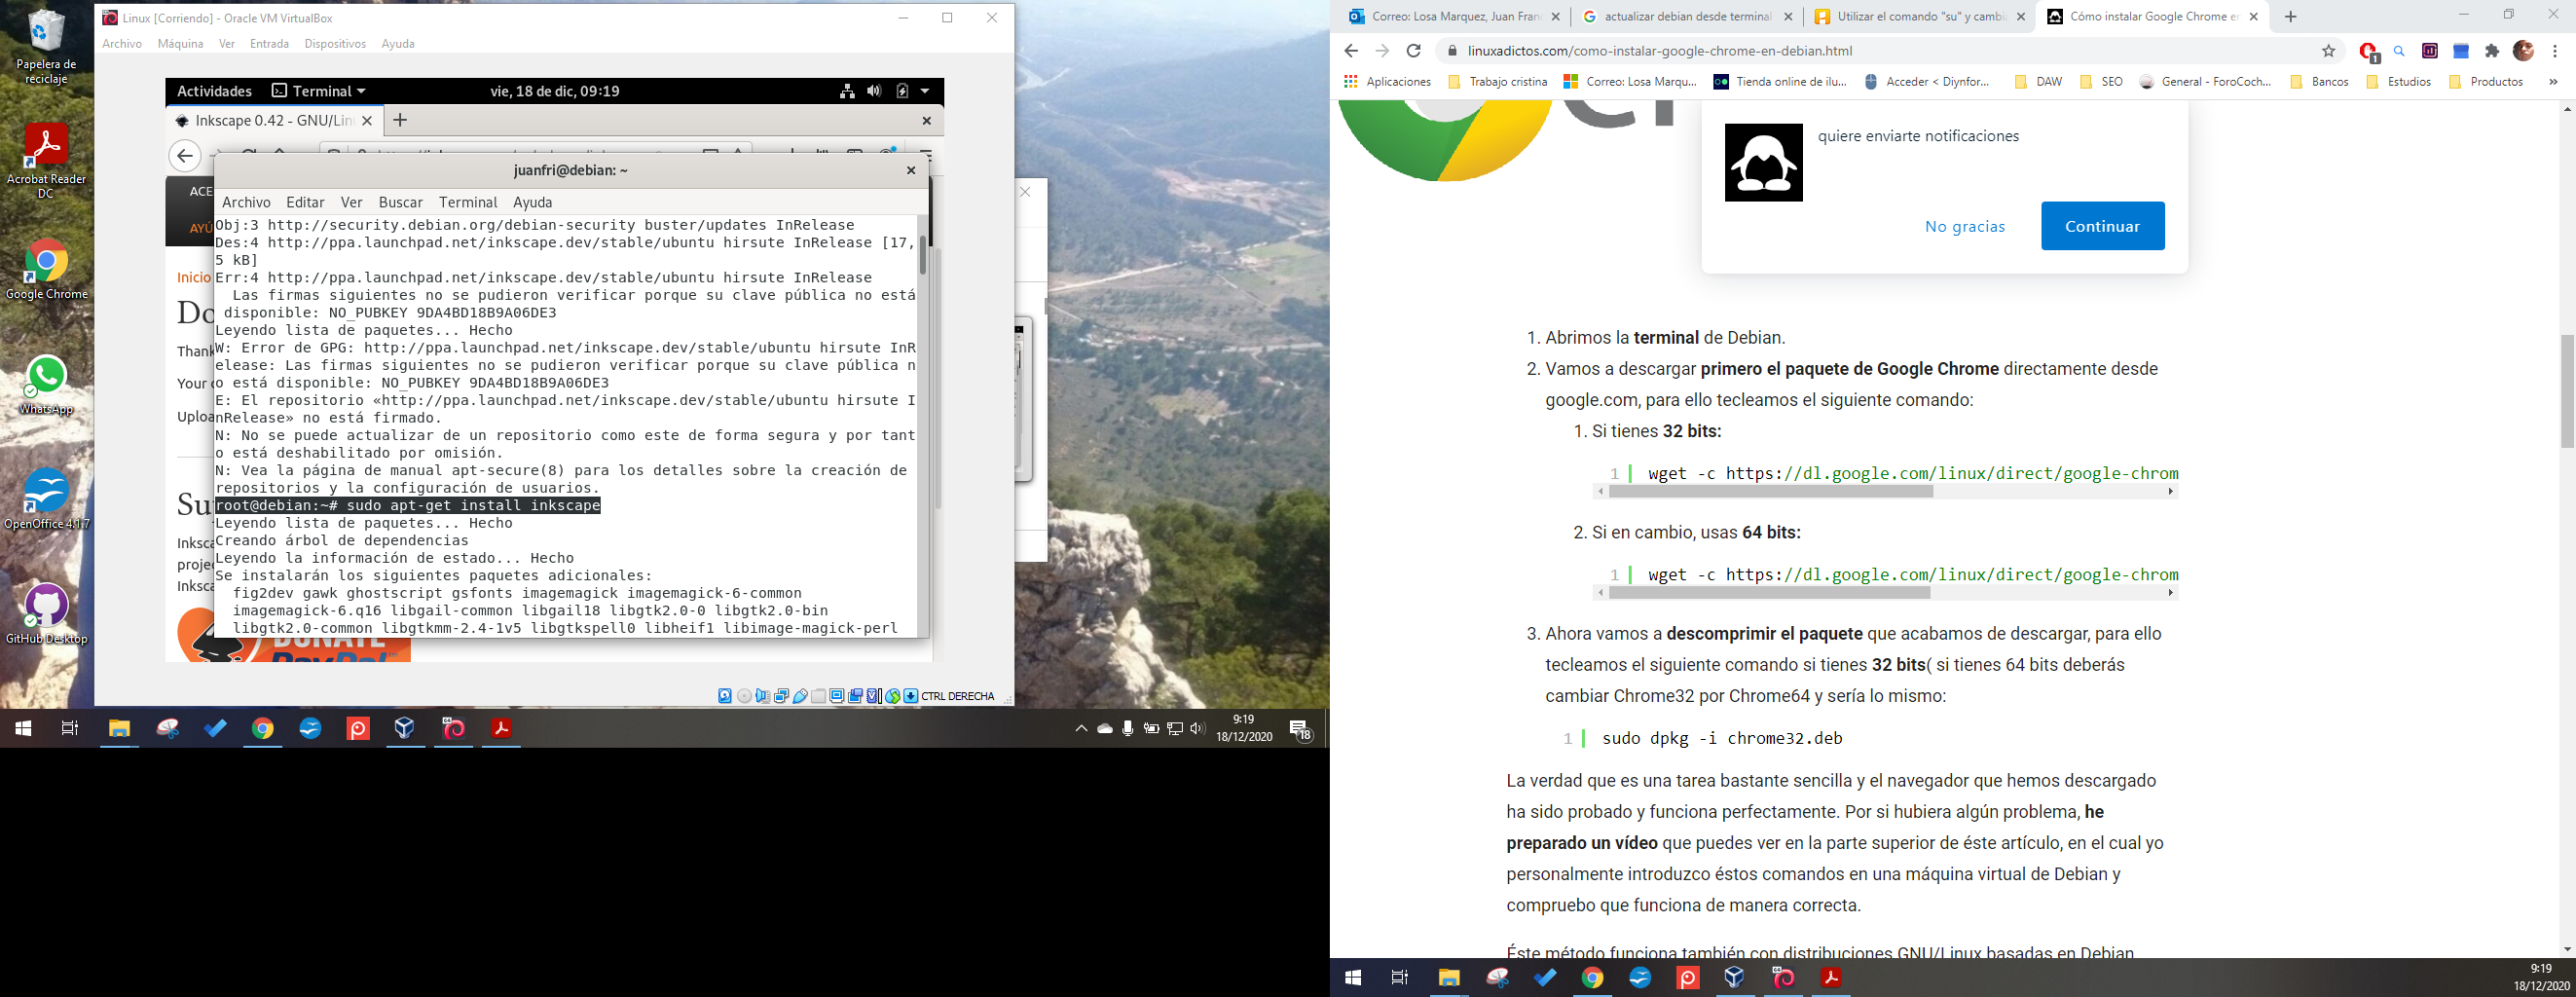 Papelera de
reciclaje
Acrobat Reader
DC
Google Chrome
WhatsApp
OpenOffice 4.1.7
GitHub Desktop
Linux [Corriendo] - Oracle VM VirtualBox
Archivo Máquina Ver Entrada Dispositivos Ayuda
Actividades Terminal vie, 18 de dic, 09:19
Inkscape 0.42 - GNU/Lin
juanfri@debian: ~
Archivo Editar Ver Buscar Terminal Ayuda
ACE
AYÚ
Inicio
Do
Thank
Your
Uploa
Su
Inksca
proje
Inksca
DONATE
PayPal
Obj:3 http://security.debian.org/debian-security buster/updates InRelease
Des:4 http://ppa.launchpad.net/inkscape.dev/stable/ubuntu hirsute InRelease [17,
5 kB]
Err:4 http://ppa.launchpad.net/inkscape.dev/stable/ubuntu hirsute InRelease
Las firmas siguientes no se pudieron verificar porque su clave pública no está
disponible: NO_PUBKEY 9DA4BD18B9A06DE3
Leyendo lista de paquetes... Hecho
W: Error de GPG: http://ppa.launchpad.net/inkscape.dev/stable/ubuntu hirsute InR
elease: Las firmas siguientes no se pudieron verificar porque su clave pública n
o está disponible: NO_PUBKEY 9DA4BD18B9A06DE3
E: El repositorio «http://ppa.launchpad.net/inkscape.dev/stable/ubuntu hirsute I
nRelease» no está firmado.
N: No se puede actualizar de un repositorio como este de forma segura y por tant
o está deshabilitado por omisión.
N: Vea la página de manual apt-secure(8) para los detalles sobre la creación de
repositorios y la configuración de usuarios.
root@debian:~# sudo apt-get install inkscape
Leyendo lista de paquetes... Hecho
Creando árbol de dependencias
Leyendo la información de estado... Hecho
Se instalarán los siguientes paquetes adicionales:
fig2dev gawk ghostscript gsfonts imagemagick imagemagick-6-common
imagemagick-6.q16 libgail-common libgail18 libgtk2.0-0 libgtk2.0-bin
libgtk2.0-common libgtkmm-2.4-1v5 libgtkspell0 libheif1 libimage-magick-perl
CTRL DERECHA
9:19
18/12/2020
18
Correo: Losa Marquez, Juan Fran
actualizar debian desde terminal
Utilizar el comando "su" y cambi
Cómo instalar Google Chrome en
linuxadictos.com/como-instalar-google-chrome-en-debian.html
1
Aplicaciones Trabajo cristina Correo: Losa Marqu... Tienda online de ilu... Acceder < Diynfor... DAW SEO General - ForoCoch... Bancos Estudios Productos »
quiere enviarte notificaciones
No gracias Continuar
1. Abrimos la terminal de Debian.
2. Vamos a descargar primero el paquete de Google Chrome directamente desde
google.com, para ello tecleamos el siguiente comando:
1. Si tienes 32 bits:
1 wget -c https://dl.google.com/linux/direct/google-chrom
2. Si en cambio, usas 64 bits:
1 wget -c https://dl.google.com/linux/direct/google-chrom
3. Ahora vamos a descomprimir el paquete que acabamos de descargar, para ello
tecleamos el siguiente comando si tienes 32 bits( si tienes 64 bits deberás
cambiar Chrome32 por Chrome64 y sería lo mismo:
1 sudo dpkg -i chrome32.deb
La verdad que es una tarea bastante sencilla y el navegador que hemos descargado
ha sido probado y funciona perfectamente. Por si hubiera algún problema, he
preparado un vídeo que puedes ver en la parte superior de éste artículo, en el cual yo
personalmente introduzco éstos comandos en una máquina virtual de Debian y
compruebo que funciona de manera correcta.
Éste método funciona también con distribuciones GNU/Linux basadas en Debian
9:19
18/12/2020